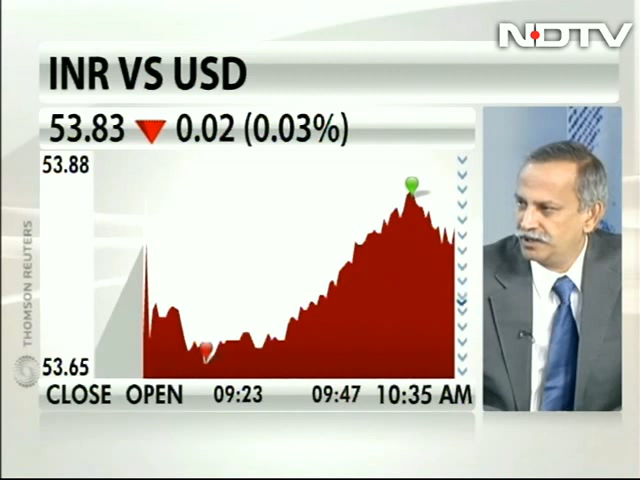 NDTV
INR VS USD
53.83 0.02 (0.03%)
53.88
53.65
CLOSE OPEN 09:23 09:47 10:35 AM
THOMSON REUTERS